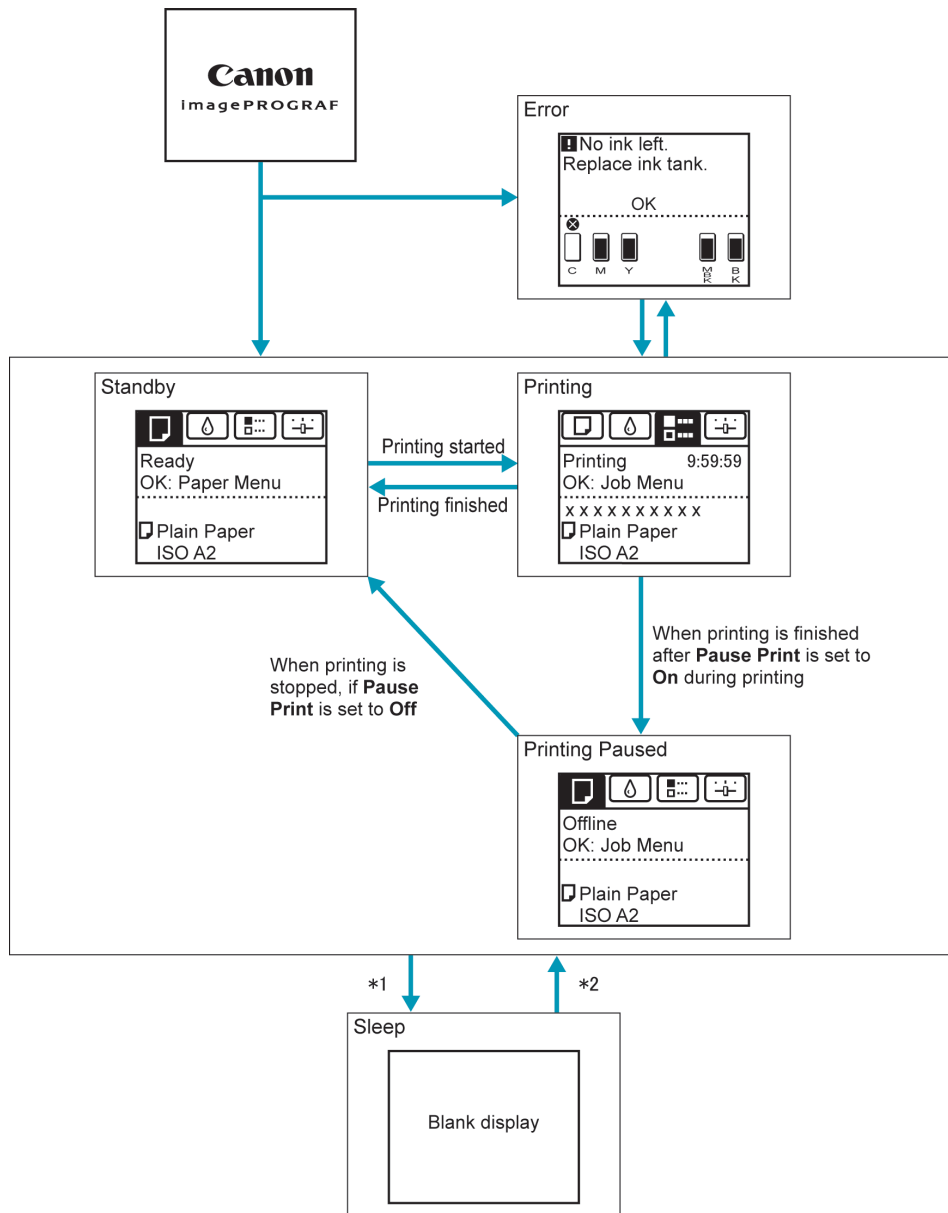 Canon
imagePROGRAF
Error
! No ink left.
Replace ink tank.
OK
C M Y MBK BK
Standby
Ready
OK: Paper Menu
Plain Paper
ISO A2
Printing started
Printing finished
Printing
Printing 9:59:59
OK: Job Menu
x x x x x x x x x x
Plain Paper
ISO A2
When printing is
stopped, if Pause
Print is set to Off
When printing is finished
after Pause Print is set to
On during printing
Printing Paused
Offline
OK: Job Menu
Plain Paper
ISO A2
*1
*2
Sleep
Blank display